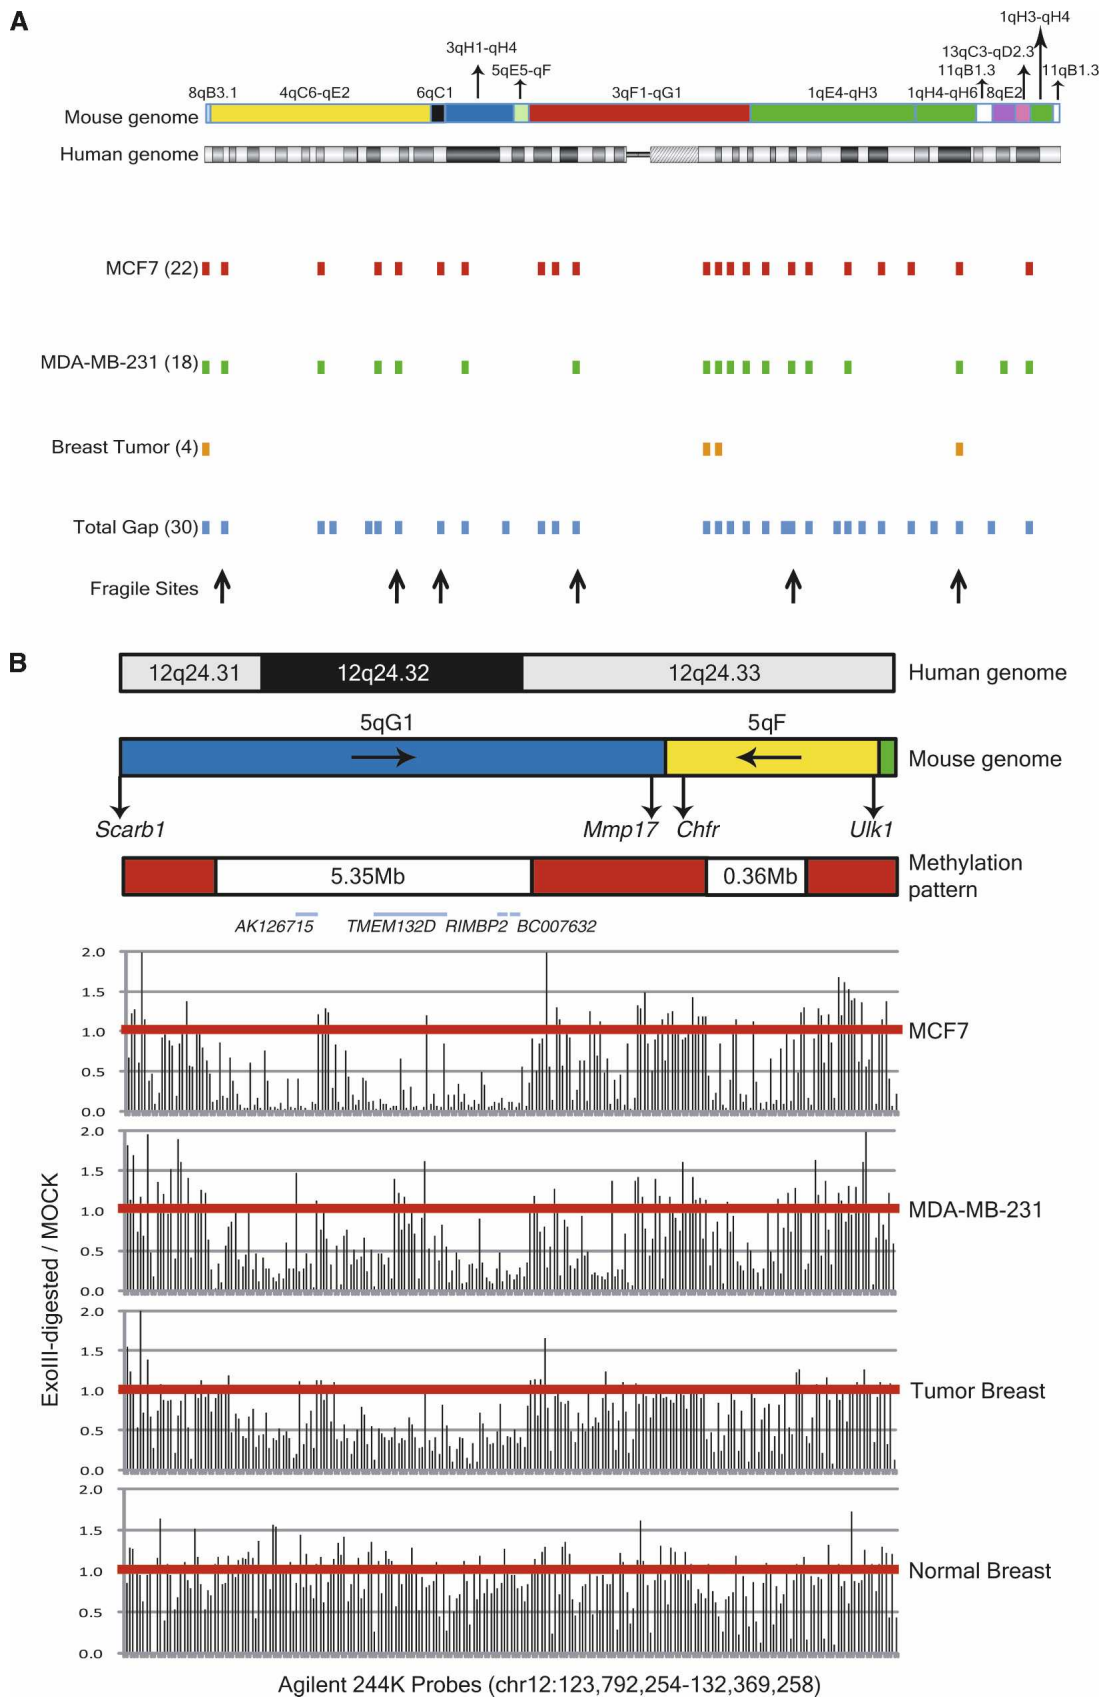 A
1qH3-qH4
3qH1-qH4
13qC3-qD2.3
5qE5-qF
11qB1.3
11qB1.3
8qB3.1
4qC6-qE2
6qC1
3qF1-qG1
1qE4-qH3
1qH4-qH6
8qE2
Mouse genome
Human genome
MCF7 (22)
MDA-MB-231 (18)
Breast Tumor (4)
Total Gap (30)
Fragile Sites
B
12q24.31
12q24.32
12q24.33
Human genome
5qG1
5qF
Mouse genome
Scarb1
Mmp17
Chfr
Ulk1
5.35Mb
0.36Mb
Methylation
pattern
AK126715
TMEM132D
RIMBP2
BC007632
2.0
1.5
1.0
0.5
0.0
MCF7
2.0
1.5
1.0
0.5
0.0
MDA-MB-231
ExoIII-digested / MOCK
2.0
1.5
1.0
0.5
0.0
Tumor Breast
2.0
1.5
1.0
0.5
0.0
Normal Breast
Agilent 244K Probes (chr12:123,792,254-132,369,258)